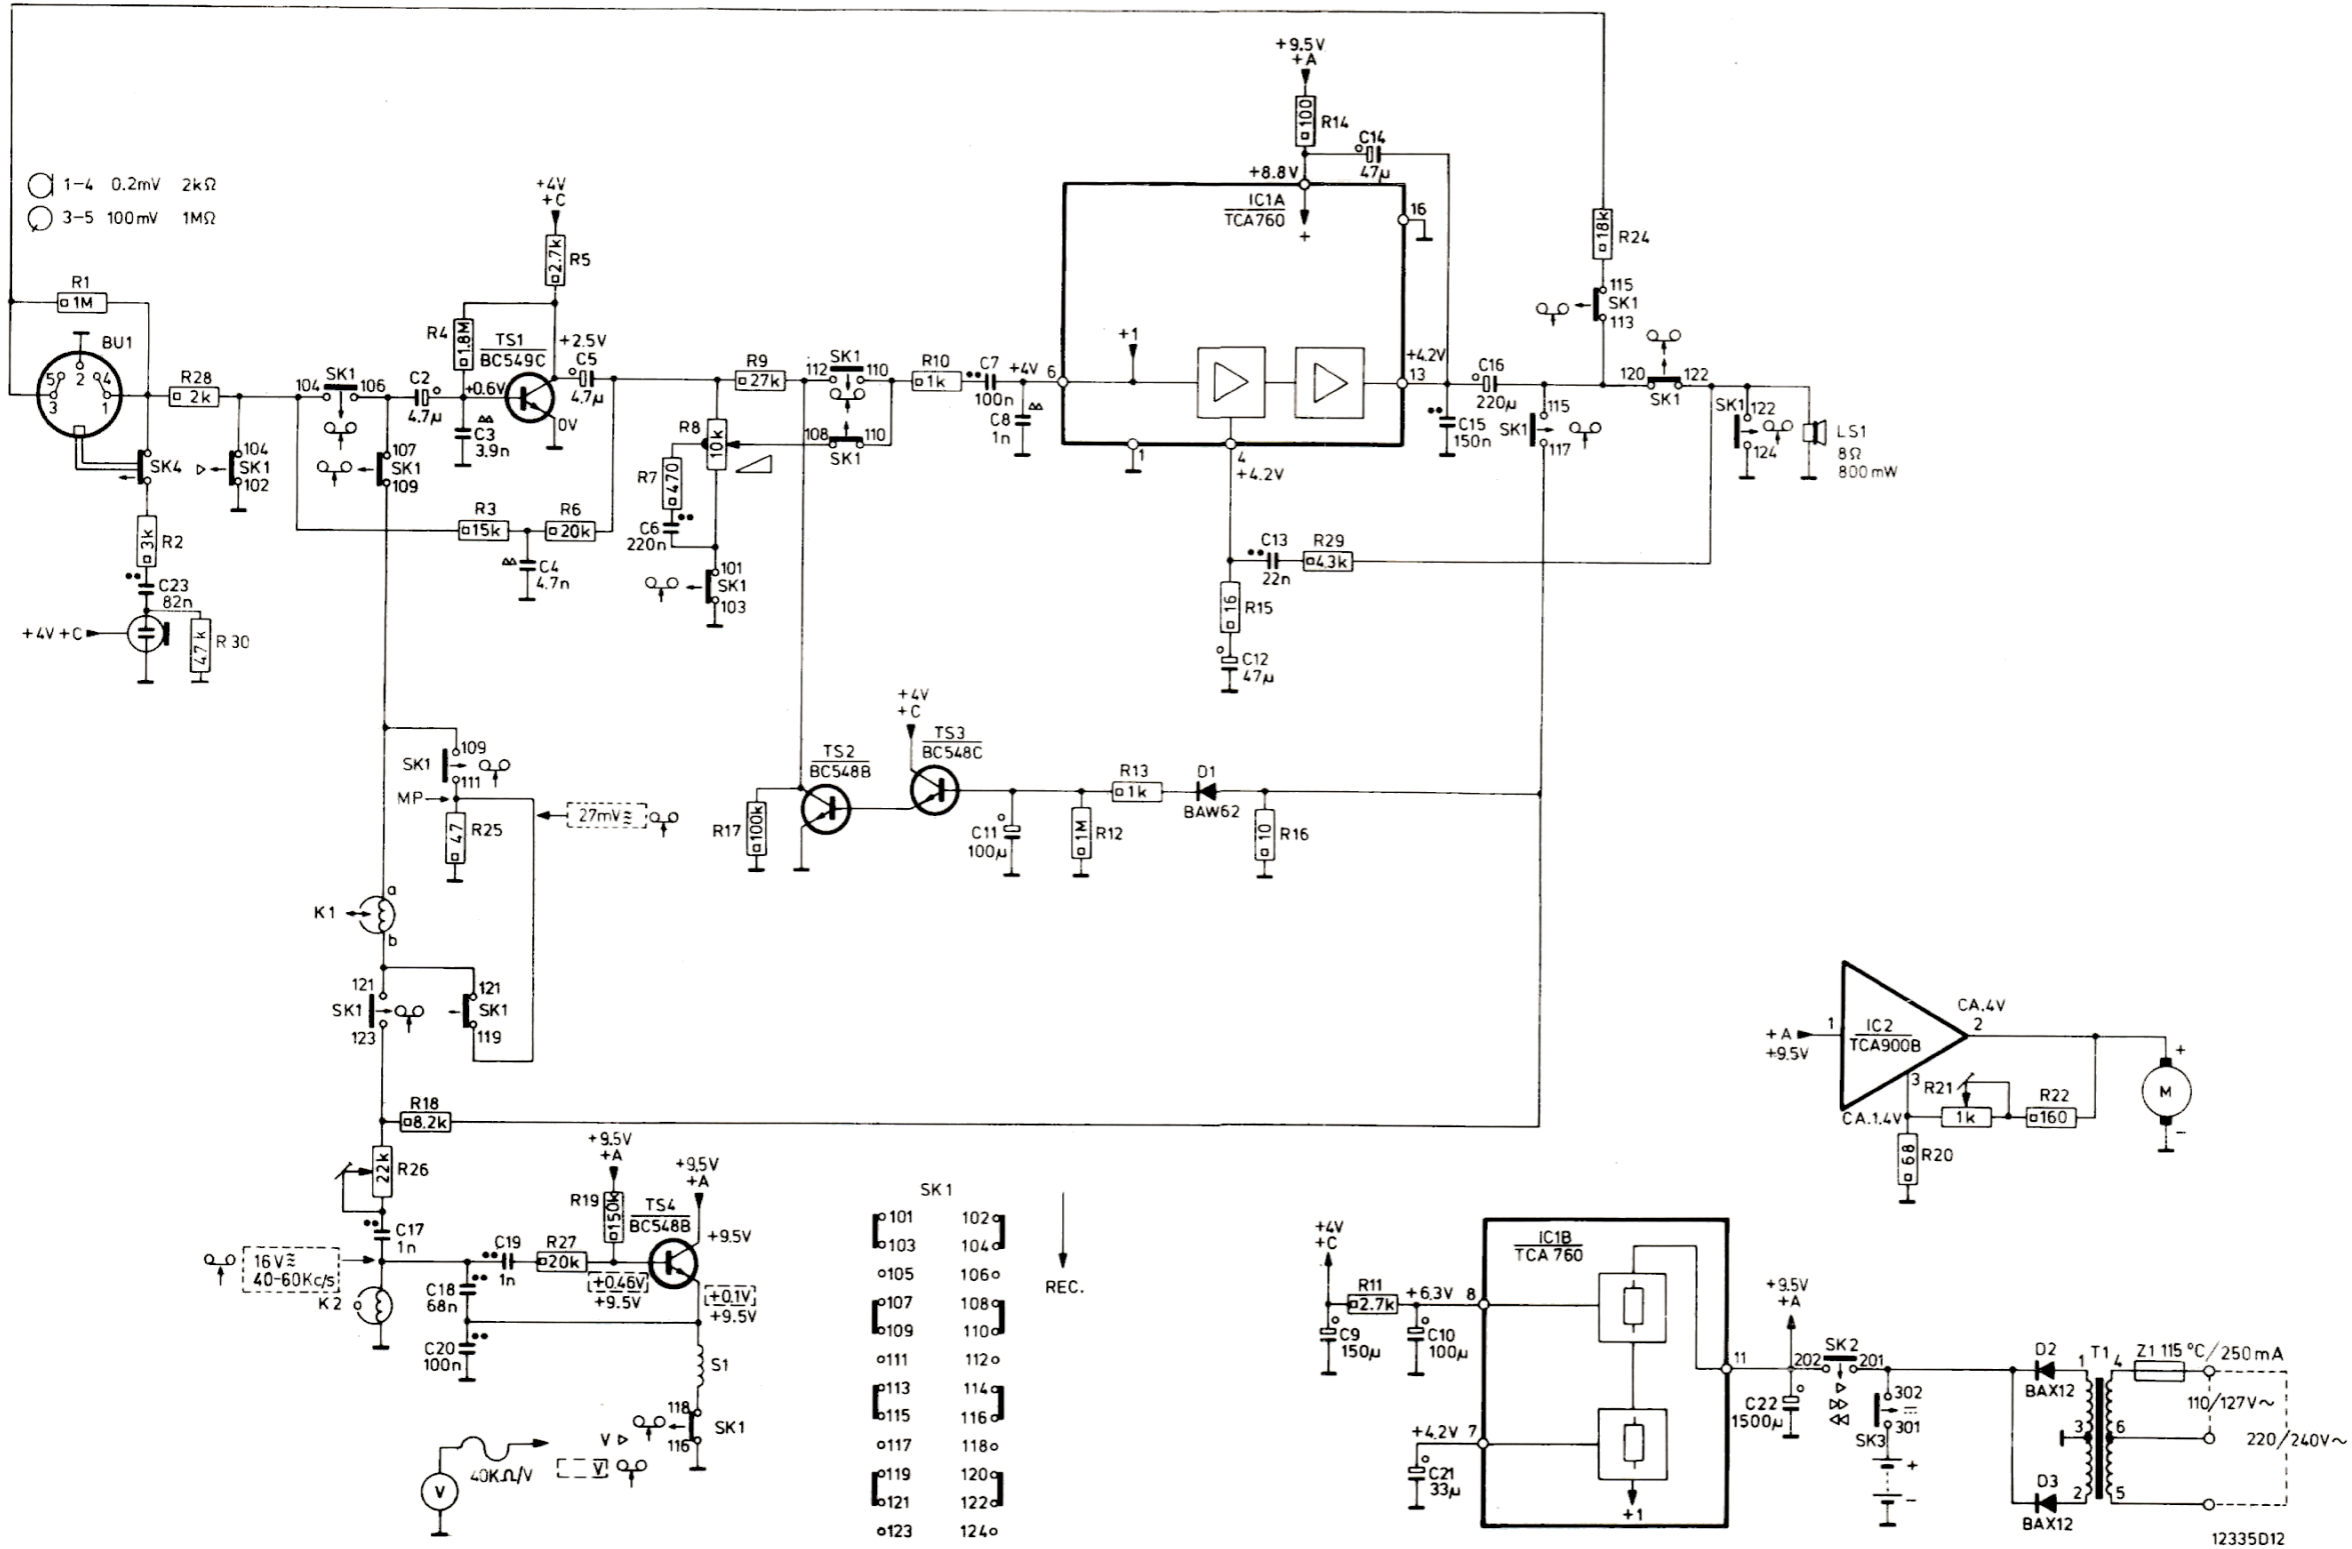 1-4 0.2mV 2kΩ
3-5 100mV 1MΩ
R1
1M
BU1
5
2
4
3
1
R28
2k
SK4
R2
3k
C23
82n
+4V +C
R30
4.7k
104
SK1
102
104
SK1
106
107
SK1
109
C2
4.7µ
+0.6V
R4
1.8M
C3
3.9n
TS1
BC549C
+4V
+C
R5
2.7k
+2.5V
0V
C5
4.7µ
R3
15k
R6
20k
C4
4.7n
R9
27k
R8
10k
R7
470
C6
220n
101
SK1
103
112
SK1
110
108
110
SK1
R10
1k
C7
100n
+4V
6
C8
1n
+9.5V
+A
100
R14
C14
47µ
+8.8V
IC1A
TCA760
+
16
+1
1
4
+4.2V
13
+4.2V
C16
220µ
C15
150n
115
SK1
117
18k
R24
115
SK1
113
120
122
SK1
SK1
122
124
LS1
8Ω
800mW
C13
22n
R29
4.3k
R15
16
C12
47µ
+4V
+C
TS3
BC548C
TS2
BC548B
R17
100k
C11
100µ
R12
1M
R13
1k
D1
BAW62
R16
10
109
SK1
111
MP
R25
47
27mV
K1
a
b
121
SK1
123
121
SK1
119
R18
8.2k
R26
22k
C17
1n
16V
40-60Kc/s
K2
C18
68n
C20
100n
C19
1n
R27
20k
+9.5V
+A
R19
150k
TS4
BC548B
+9.5V
+A
+9.5V
+0.46V
+9.5V
+0.1V
+9.5V
S1
118
SK1
116
V
40KΩ/V
V
V
SK1
101 102
103 104
105 106
107 108
109 110
111 112
113 114
115 116
117 118
119 120
121 122
123 124
REC.
+A
+9.5V
1
IC2
TCA900B
CA.4V
2
3
CA.1.4V
R21
1k
R22
160
R20
68
M
+
-
+4V
+C
R11
2.7k
+6.3V
8
C9
150µ
C10
100µ
+4.2V
7
C21
33µ
IC1B
TCA 760
+1
11
+9.5V
+A
C22
1500µ
202
SK2
201
302
301
SK3
+
-
D2
BAX12
D3
BAX12
T1
1
3
2
4
6
5
Z1 115°C/250mA
110/127V~
220/240V~
12335D12